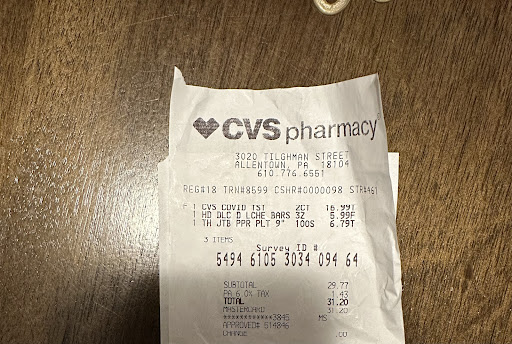 CVS pharmacy®
3020 TILGHMAN STREET
ALLENTOWN, PA 18104
610.776.6551
REG#18 TRN#8599 CSHR#0000098 STR#461
F 1 CVS COVID TST 2CT 16.99T
1 HD DLC D LCHE BARS 3Z 5.99F
1 TH JTB PPR PLT 9" 100S 6.79T
3 ITEMS
Survey ID #
5494 6105 3034 094 64
SUBTOTAL 29.77
PA 6.0% TAX 1.43
TOTAL 31.20
MASTERCARD 31.20
************3845 MS
APPROVED# 514846
CHANGE .00